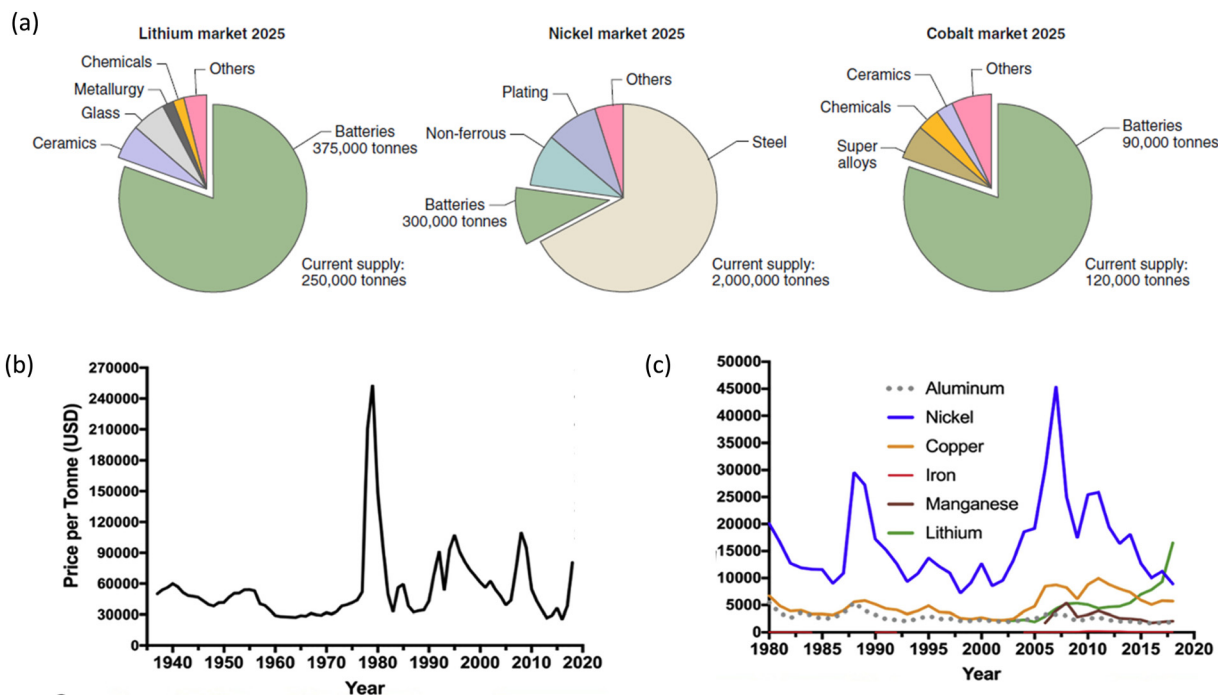 (a)
Lithium market 2025
Chemicals
Others
Metallurgy
Glass
Ceramics
Batteries
375,000 tonnes
Current supply:
250,000 tonnes
Nickel market 2025
Others
Plating
Non-ferrous
Steel
Batteries
300,000 tonnes
Current supply:
2,000,000 tonnes
Cobalt market 2025
Ceramics
Others
Chemicals
Super
alloys
Batteries
90,000 tonnes
Current supply:
120,000 tonnes
(b)
Price per Tonne (USD)
270000
240000
210000
180000
150000
120000
90000
60000
30000
0
1940
1950
1960
1970
1980
1990
2000
2010
2020
Year
(c)
50000
45000
40000
35000
30000
25000
20000
15000
10000
5000
0
Aluminum
Nickel
Copper
Iron
Manganese
Lithium
1980
1985
1990
1995
2000
2005
2010
2015
2020
Year